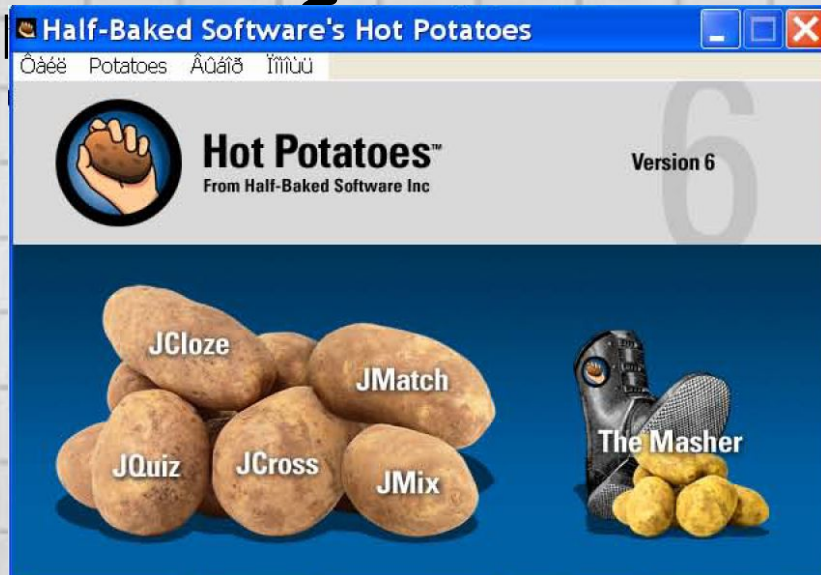 Half-Baked Software's Hot Potatoes
Ôàéë Potatoes Âûáîð Ïîìîùü
Hot Potatoes™
From Half-Baked Software Inc
Version 6
6
JCloze
JMatch
JQuiz
JCross
JMix
The Masher